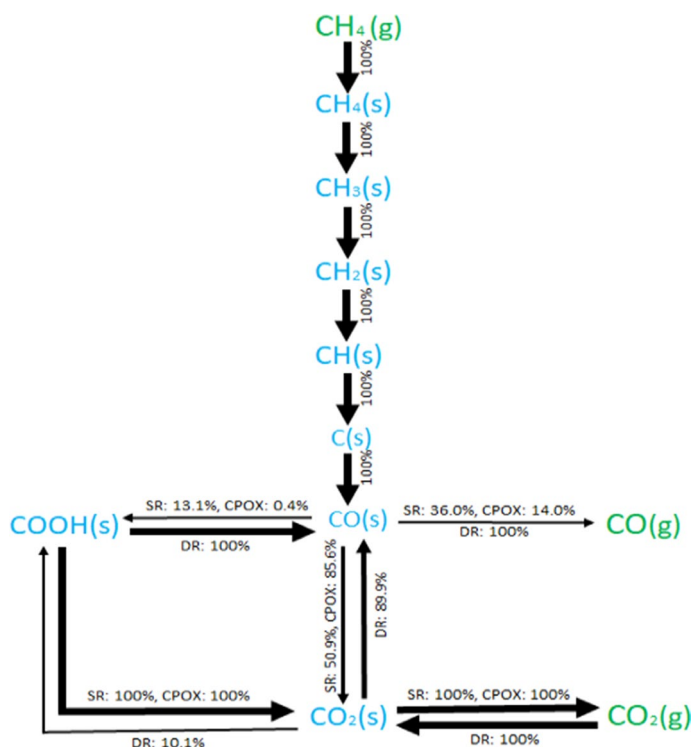 CH₄(g)
100%
CH₄(s)
100%
CH₃(s)
100%
CH₂(s)
100%
CH(s)
100%
C(s)
100%
SR: 13.1%, CPOX: 0.4%
SR: 36.0%, CPOX: 14.0%
COOH(s)
CO(s)
CO(g)
DR: 100%
DR: 100%
SR: 50.9%, CPOX: 85.6%
DR: 89.9%
SR: 100%, CPOX: 100%
SR: 100%, CPOX: 100%
CO₂(s)
CO₂(g)
DR: 10.1%
DR: 100%